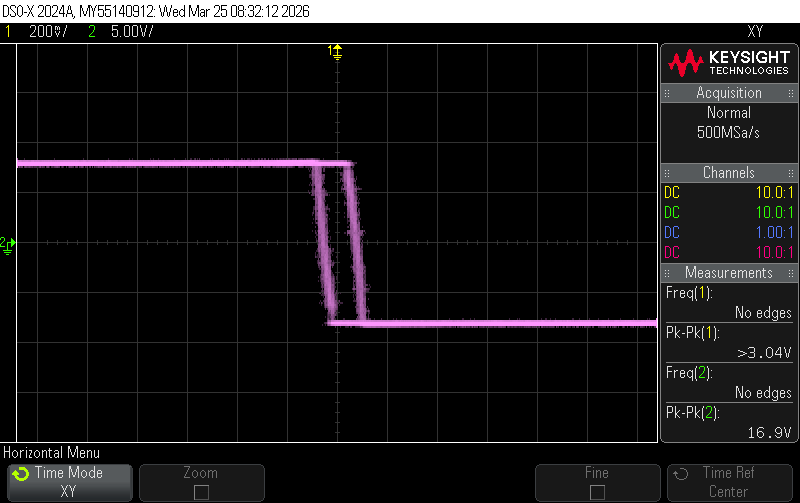 DSO-X 2024A, MY55140912: Wed Mar 25 08:32:12 2026
1 200%/ 2 5.00V/ XY
1
KEYSIGHT
TECHNOLOGIES
Acquisition
Normal
500MSa/s
Channels
DC 10.0:1
DC 10.0:1
DC 1.00:1
DC 10.0:1
Measurements
Freq(1):
No edges
Pk-Pk(1):
>3.04V
Freq(2):
No edges
Pk-Pk(2):
16.9V
2
Horizontal Menu
Time Mode
XY
Zoom
Fine
Time Ref
Center